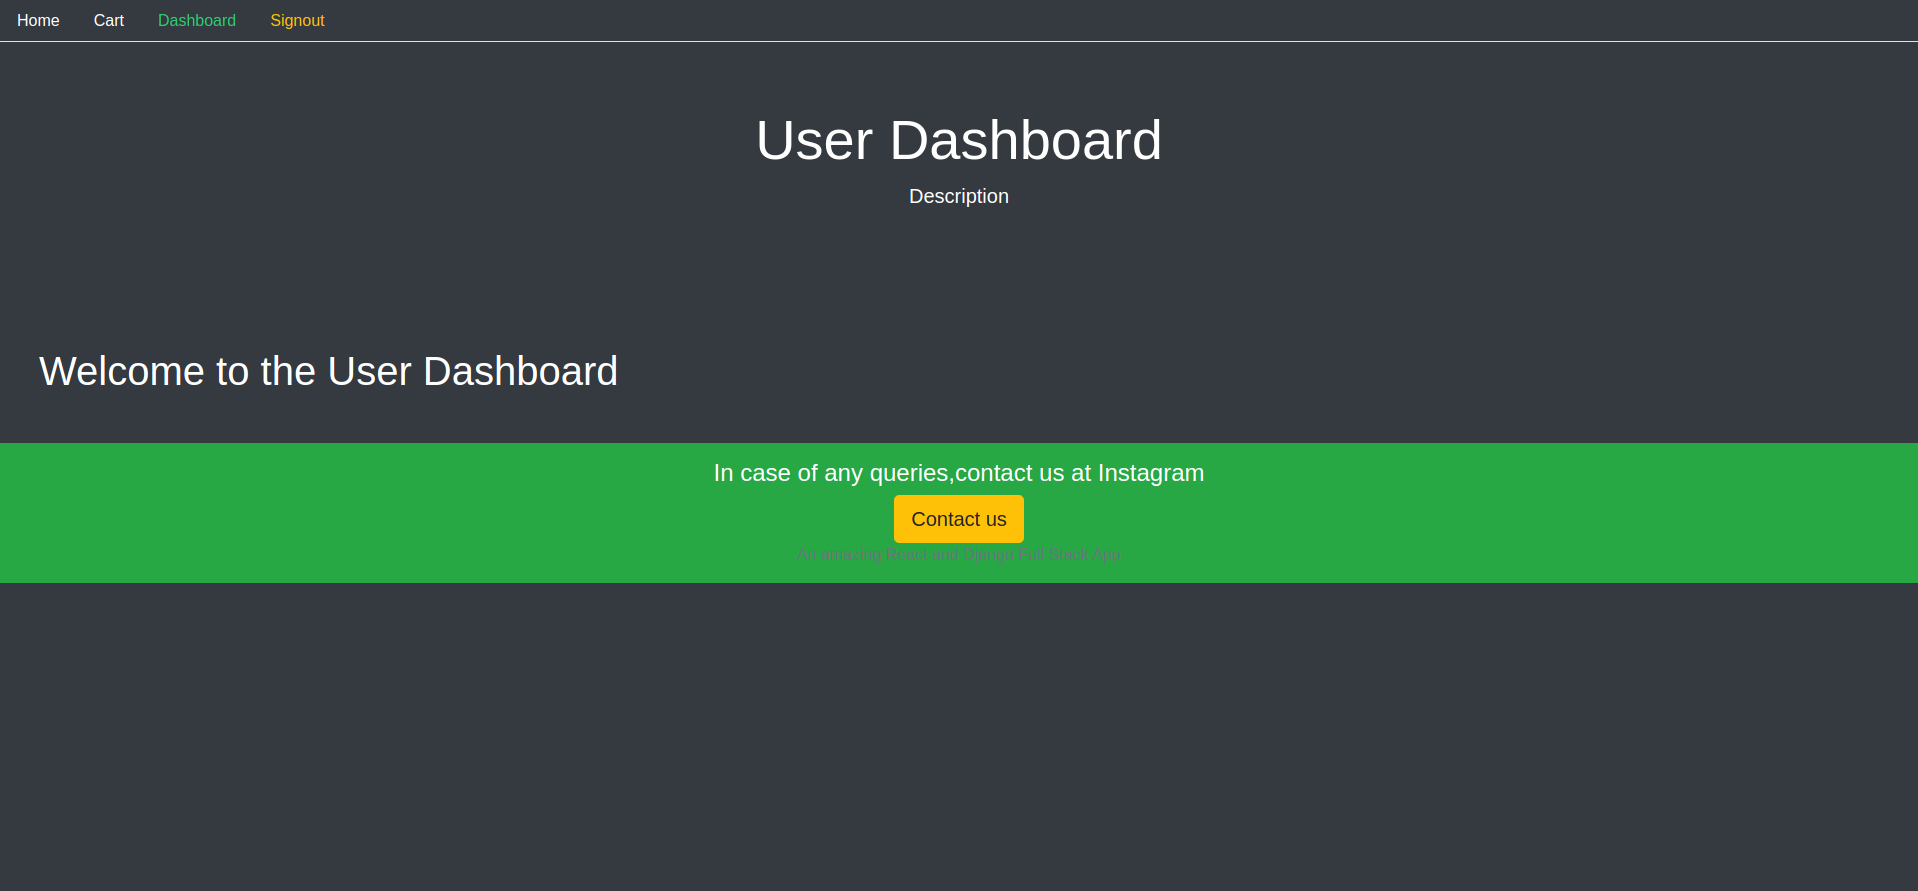 Home Cart Dashboard Signout
User Dashboard
Description
Welcome to the User Dashboard
In case of any queries,contact us at Instagram
Contact us
An amazing React and Django Full Stack App